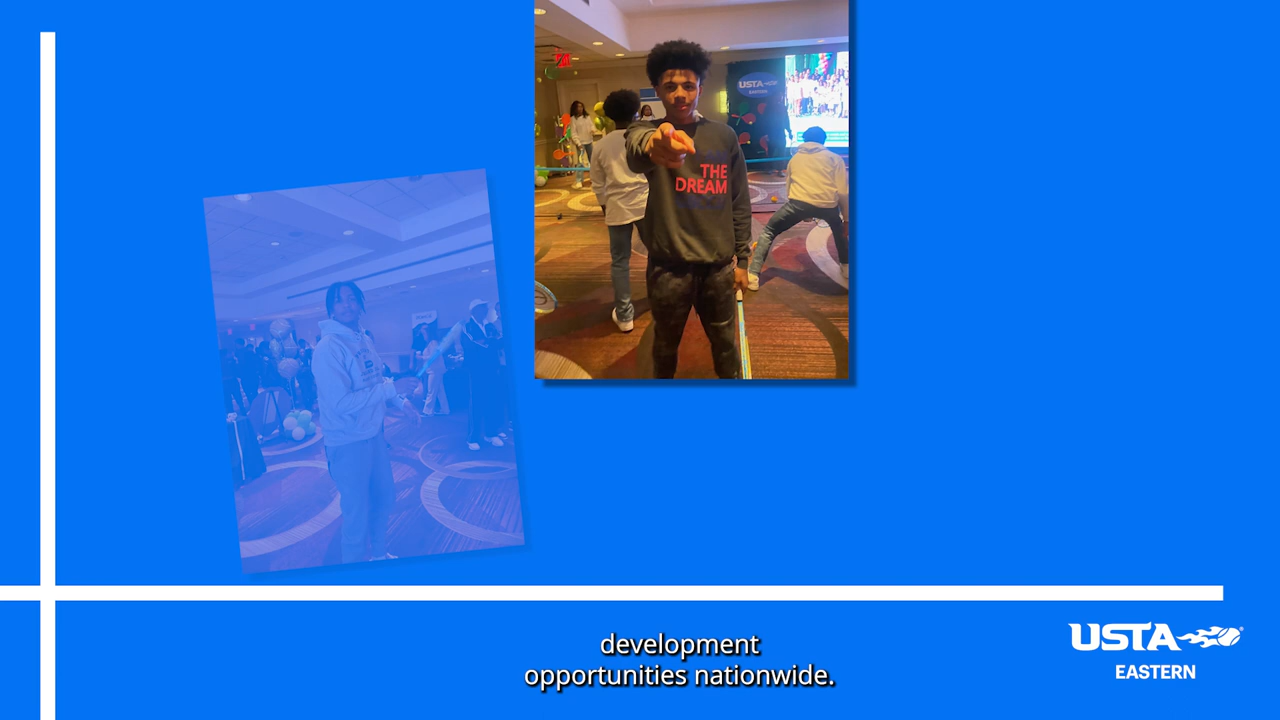 USTA
EASTERN
THE
DREAM
development
opportunities nationwide.
USTA
EASTERN